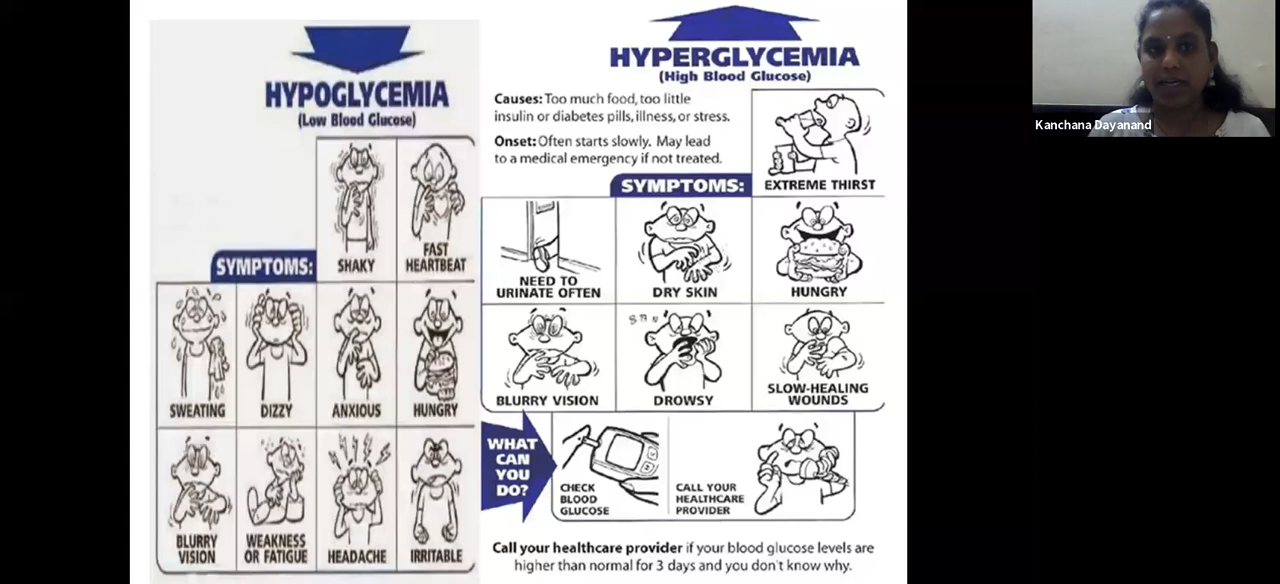 HYPOGLYCEMIA
(Low Blood Glucose)
SYMPTOMS:
SHAKY
FAST
HEARTBEAT
SWEATING
DIZZY
ANXIOUS
HUNGRY
BLURRY
VISION
WEAKNESS
OR FATIGUE
HEADACHE
IRRITABLE
HYPERGLYCEMIA
(High Blood Glucose)
Causes: Too much food, too little
insulin or diabetes pills, illness, or stress.
Onset: Often starts slowly. May lead
to a medical emergency if not treated.
SYMPTOMS:
EXTREME THIRST
NEED TO
URINATE OFTEN
DRY SKIN
HUNGRY
BLURRY VISION
DROWSY
SLOW-HEALING
WOUNDS
WHAT
CAN
YOU
DO?
CHECK
BLOOD
GLUCOSE
CALL YOUR
HEALTHCARE
PROVIDER
Call your healthcare provider if your blood glucose levels are
higher than normal for 3 days and you don't know why.
Kanchana Dayanand